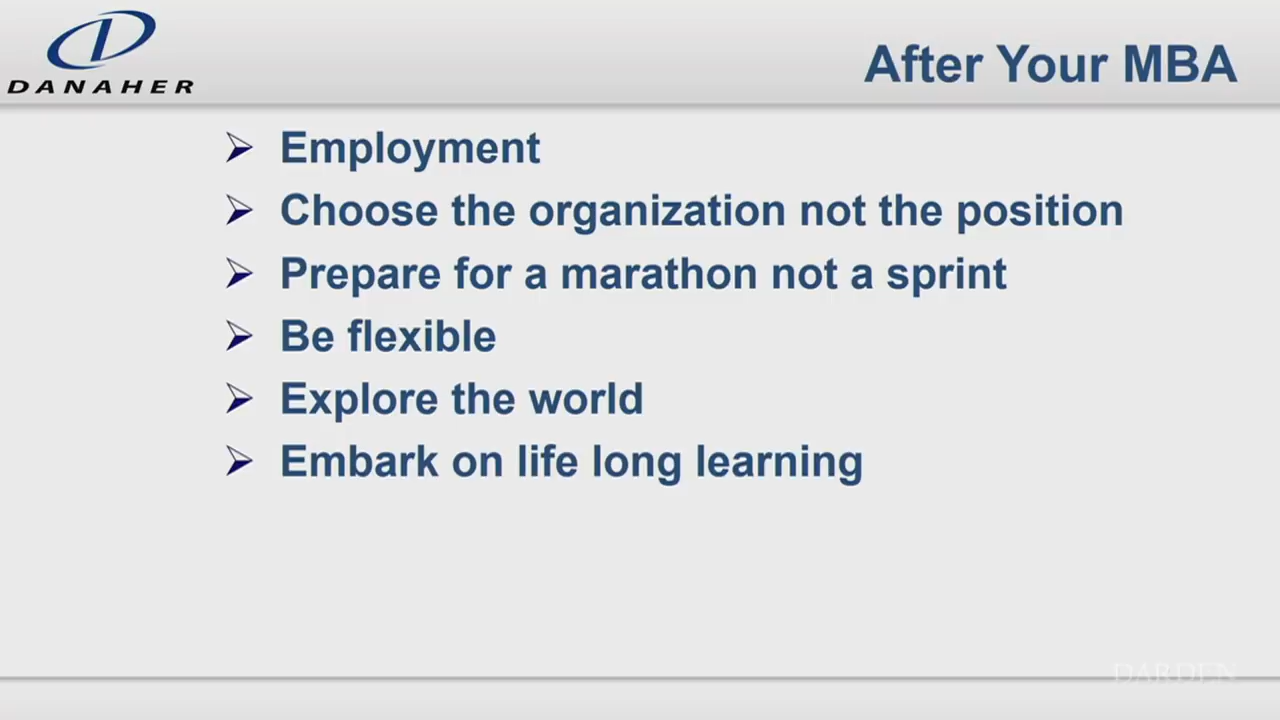 DANAHER
After Your MBA
Employment
Choose the organization not the position
Prepare for a marathon not a sprint
Be flexible
Explore the world
Embark on life long learning
DARDEN